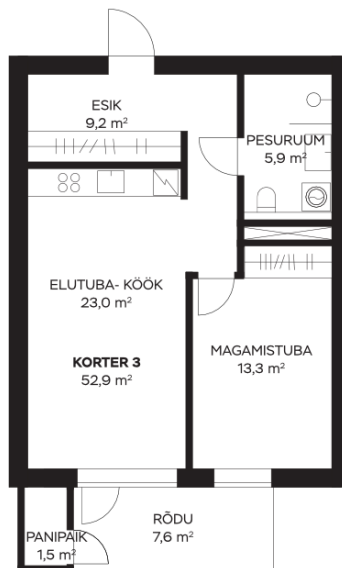 ESIK
9,2 m²
PESURUUM
5,9 m²
ELUTUBA- KÖÖK
23,0 m²
KORTER 3
52,9 m²
MAGAMISTUBA
13,3 m²
PANIPAIK
1,5 m²
RÕDU
7,6 m²